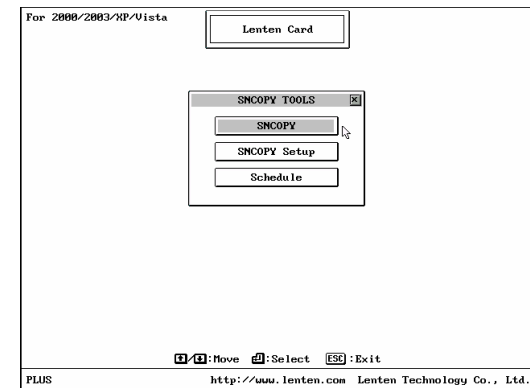 For 2000/2003/XP/Vista
Lenten Card
SNCOPY TOOLS
SNCOPY
SNCOPY Setup
Schedule
:Move :Select ESC:Exit
PLUS http://www.lenten.com Lenten Technology Co., Ltd.